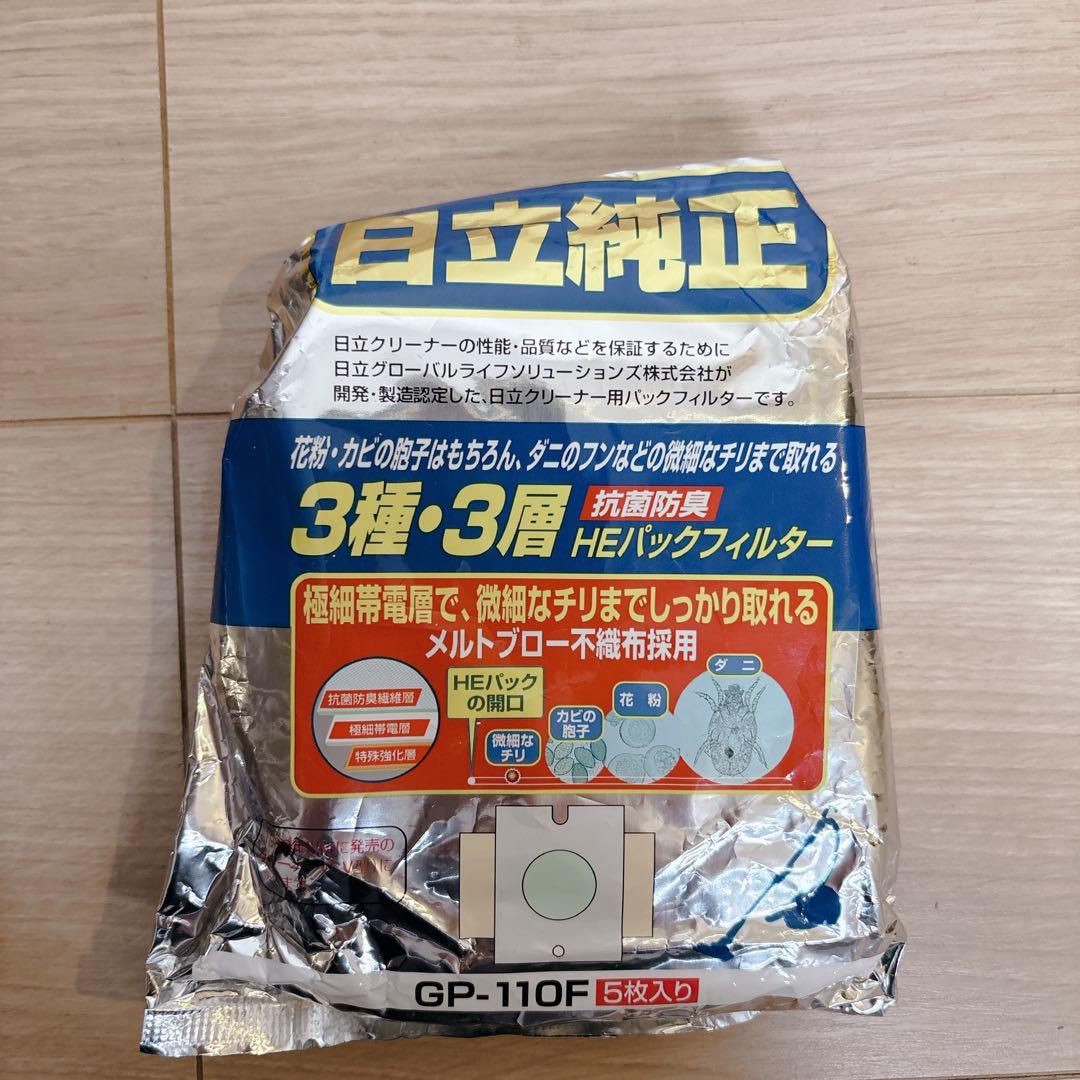 日立純正
日立クリーナーの性能・品質などを保証するために
日立グローバルライフソリューションズ株式会社が
開発・製造認定した、日立クリーナー用パックフィルターです。
花粉・カビの胞子はもちろん、ダニのフンなどの微細なチリまで取れる
3種・3層 抗菌防臭
HEパックフィルター
極細帯電層で、微細なチリまでしっかり取れる
メルトブロー不織布採用
抗菌防臭繊維層
極細帯電層
特殊強化層
HEパック
の開口
微細な
チリ
カビの
胞子
花粉
ダニ
に発売の
GP-110F 5枚入り